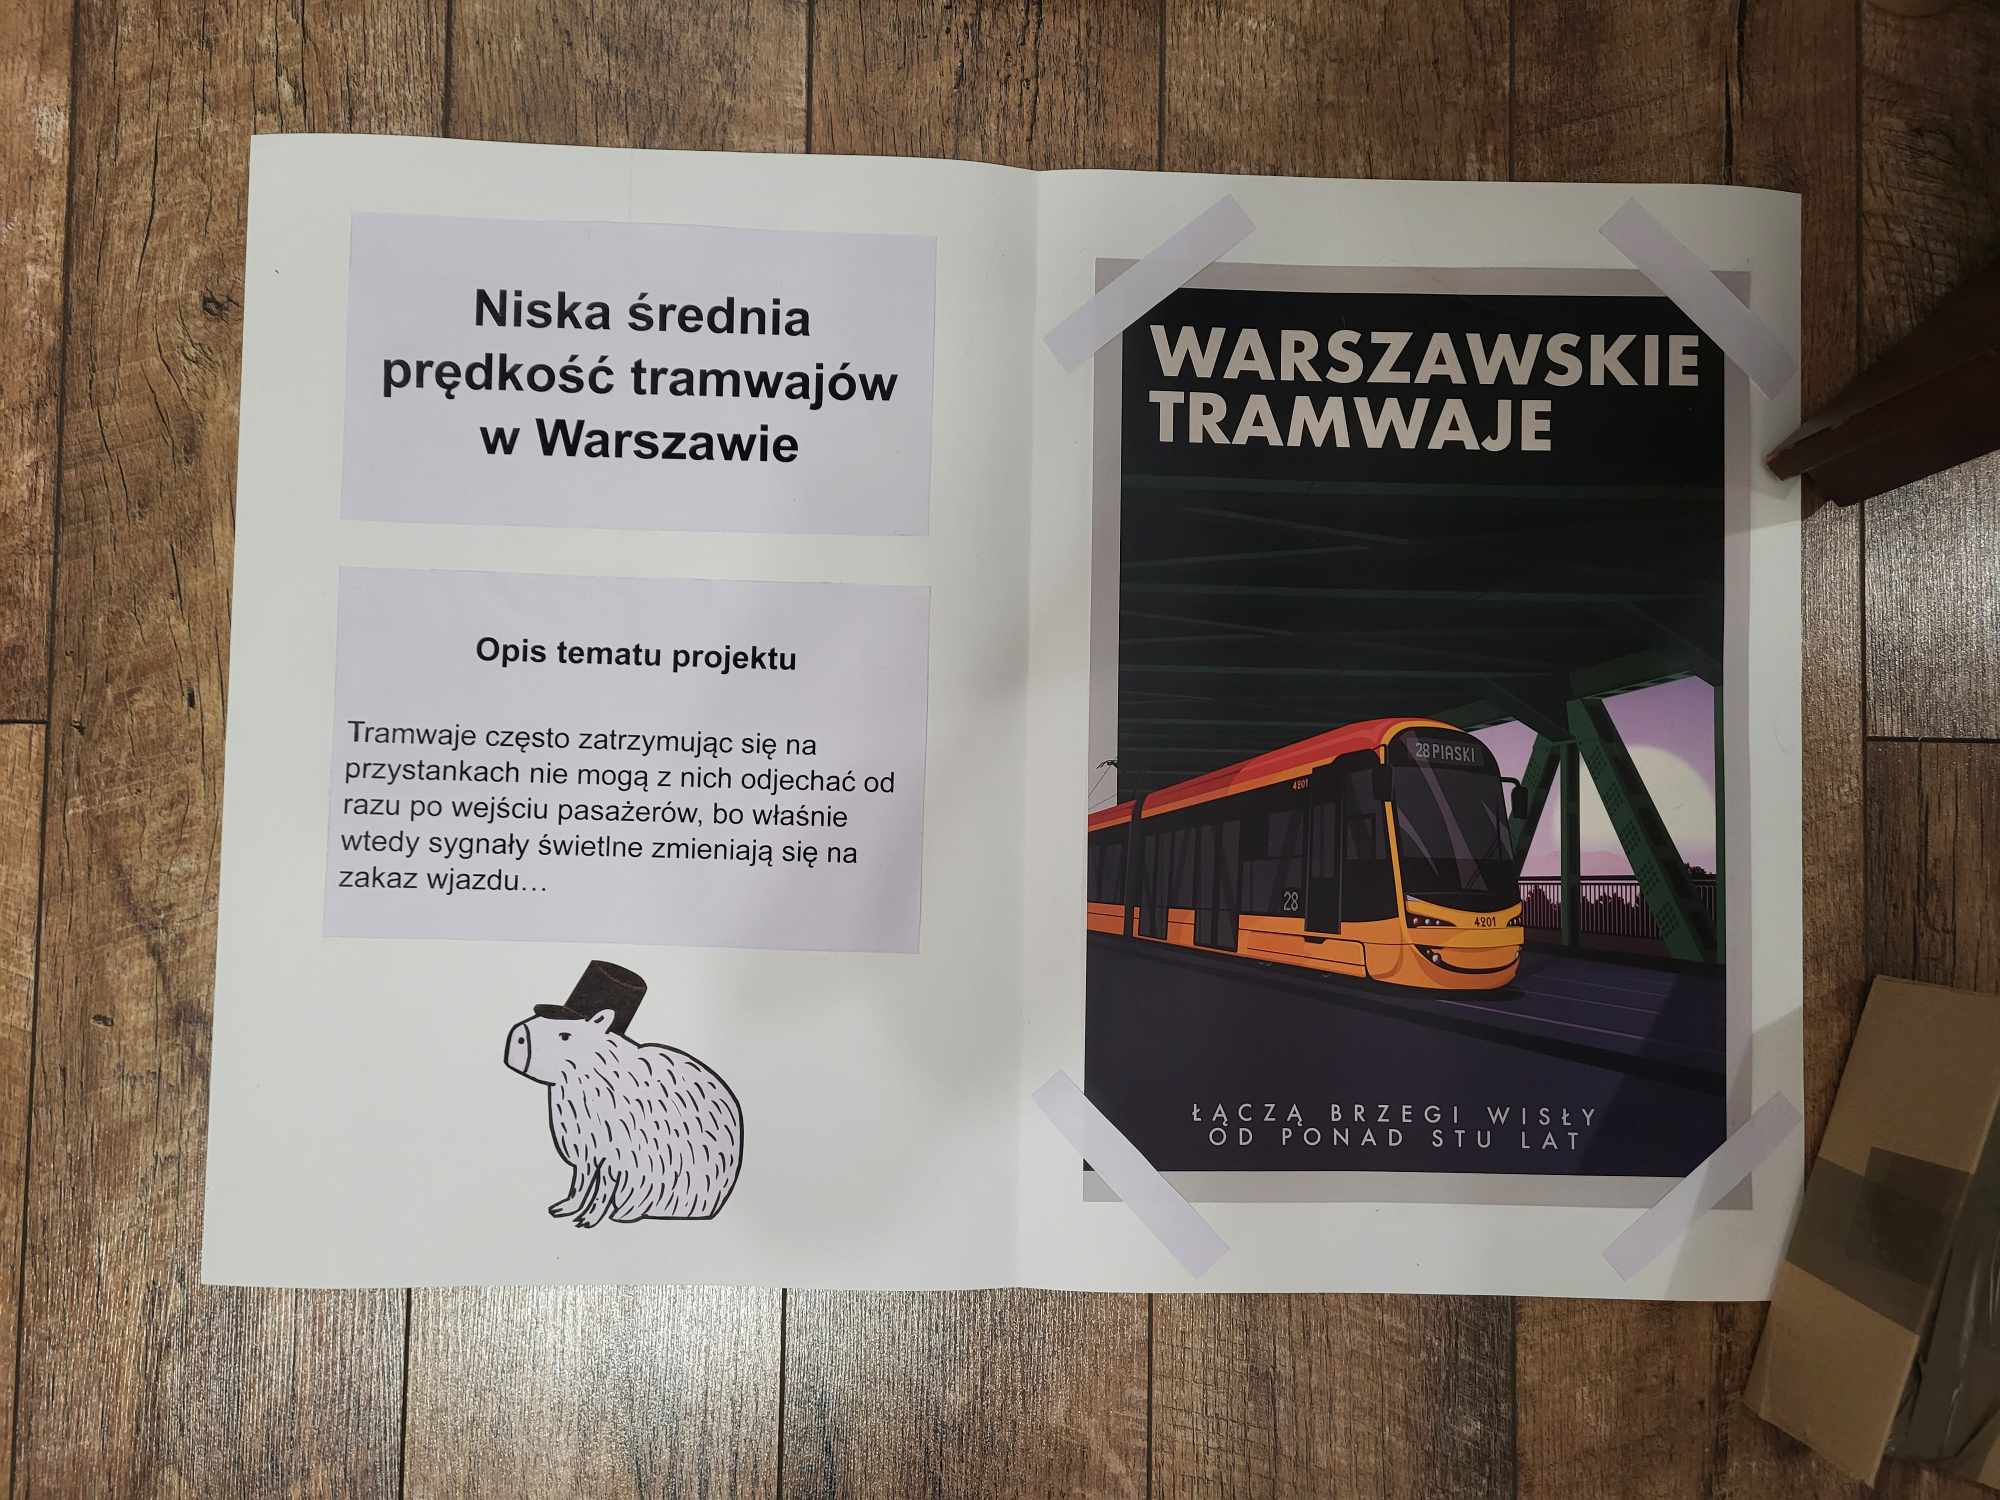 Niska średnia
prędkość tramwajów
w Warszawie
Opis tematu projektu
Tramwaje często zatrzymując się na
przystankach nie mogą z nich odjechać od
razu po wejściu pasażerów, bo właśnie
wtedy sygnały świetlne zmieniają się na
zakaz wjazdu…
WARSZAWSKIE
TRAMWAJE
28 PIASKI
4201
28
4201
ŁĄCZĄ BRZEGI WISŁY
OD PONAD STU LAT